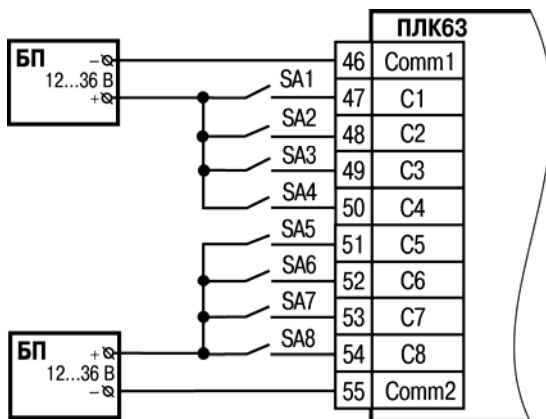 ПЛК63
БП
–
12...36 В
+
SA1
SA2
SA3
SA4
SA5
SA6
SA7
SA8
46 Comm1
47 C1
48 C2
49 C3
50 C4
51 C5
52 C6
53 C7
54 C8
55 Comm2
БП
+
12...36 В
–